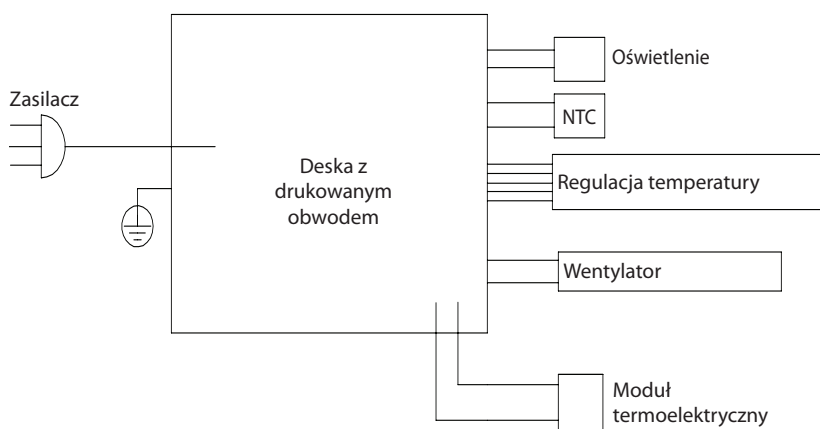 Zasilacz
Deska z
drukowanym
obwodem
Oświetlenie
NTC
Regulacja temperatury
Wentylator
Moduł
termoelektryczny